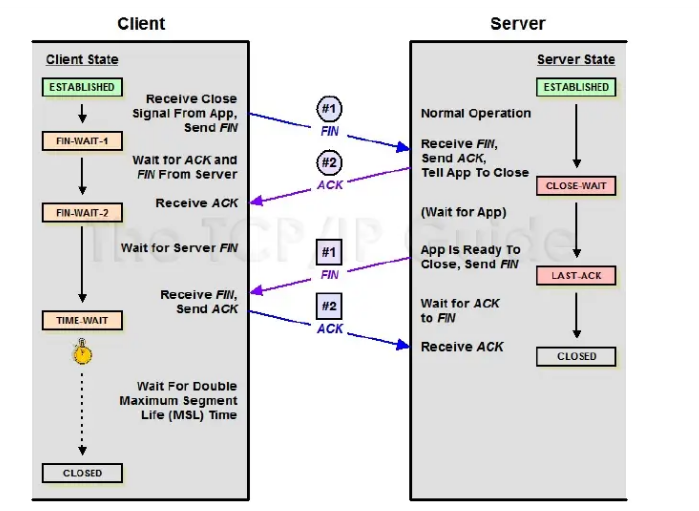 Client
Server
Client State
Server State
ESTABLISHED
ESTABLISHED
Receive Close
Signal From App,
Send FIN
#1
FIN
Normal Operation
FIN-WAIT-1
Receive FIN,
Send ACK,
Tell App To Close
Wait for ACK and
FIN From Server
#2
ACK
CLOSE-WAIT
Receive ACK
FIN-WAIT-2
(Wait for App)
The TCP/IP Guide
Wait for Server FIN
#1
FIN
App Is Ready To
Close, Send FIN
LAST-ACK
Receive FIN,
Send ACK
#2
ACK
Wait for ACK
to FIN
TIME-WAIT
Receive ACK
CLOSED
Wait For Double
Maximum Segment
Life (MSL) Time
CLOSED